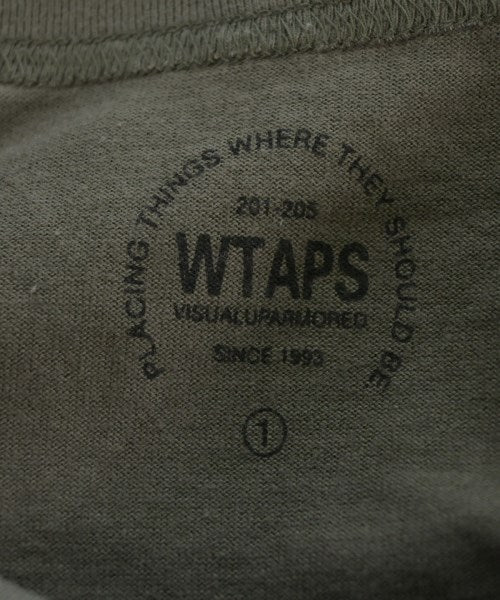 PLACING THINGS WHERE THEY SHOULD BE
201-205
WTAPS
VISUALUPARMORED
SINCE 1993
1